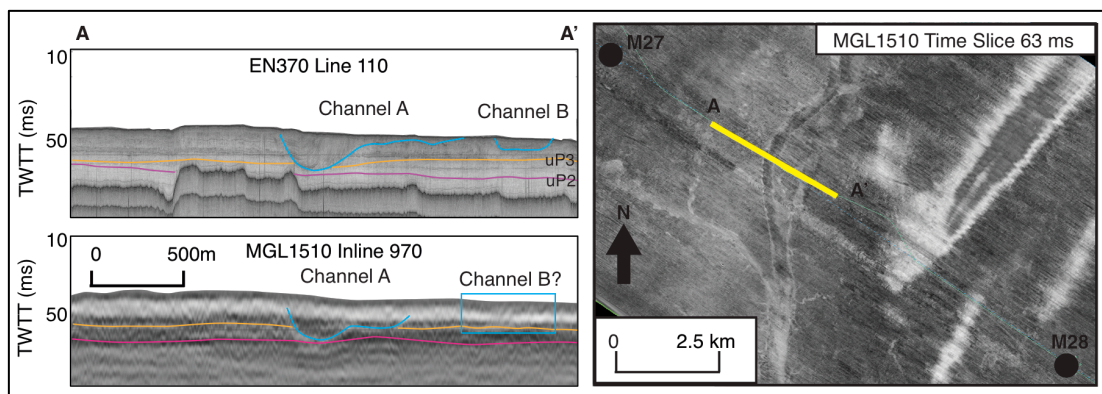 A A'
10
EN370 Line 110
Channel A
Channel B
TWTT (ms)
50
uP3
uP2
10
0 500m
MGL1510 Inline 970
Channel A
Channel B?
TWTT (ms)
50
MGL1510 Time Slice 63 ms
M27
A
A'
N
0 2.5 km
M28